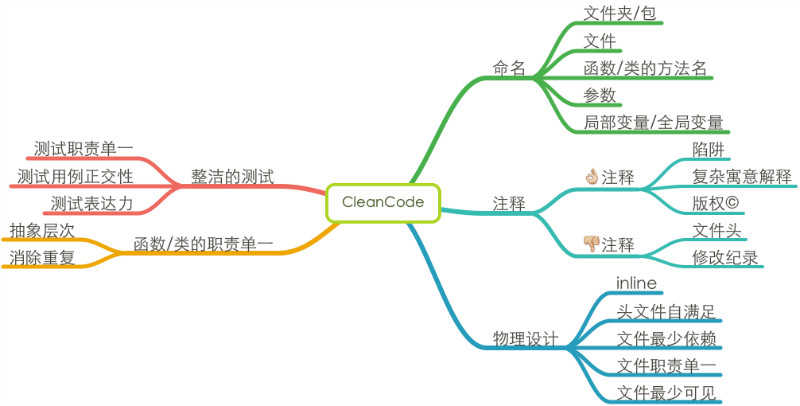 CleanCode
命名
文件夹/包
文件
函数/类的方法名
参数
局部变量/全局变量
注释
👌🏼注释
陷阱
复杂寓意解释
版权©
👎🏼注释
文件头
修改纪录
物理设计
inline
头文件自满足
文件最少依赖
文件职责单一
文件最少可见
整洁的测试
测试职责单一
测试用例正交性
测试表达力
函数/类的职责单一
抽象层次
消除重复